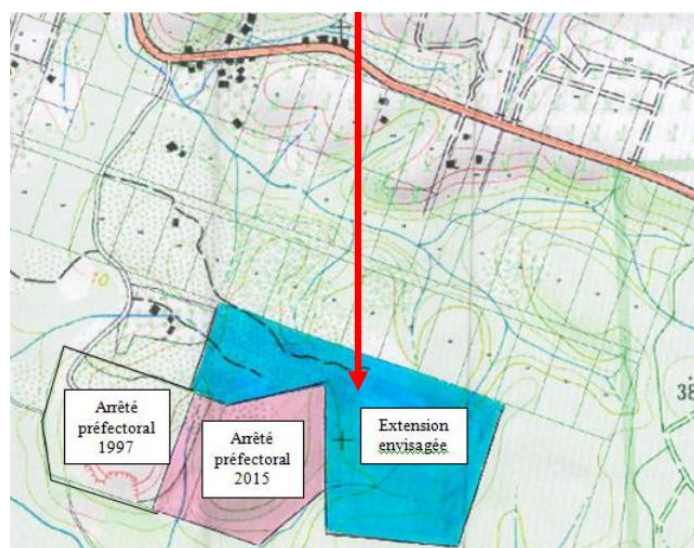 10
38
Arrêté
préfectoral
1997
Arrêté
préfectoral
2015
Extension
envisagée